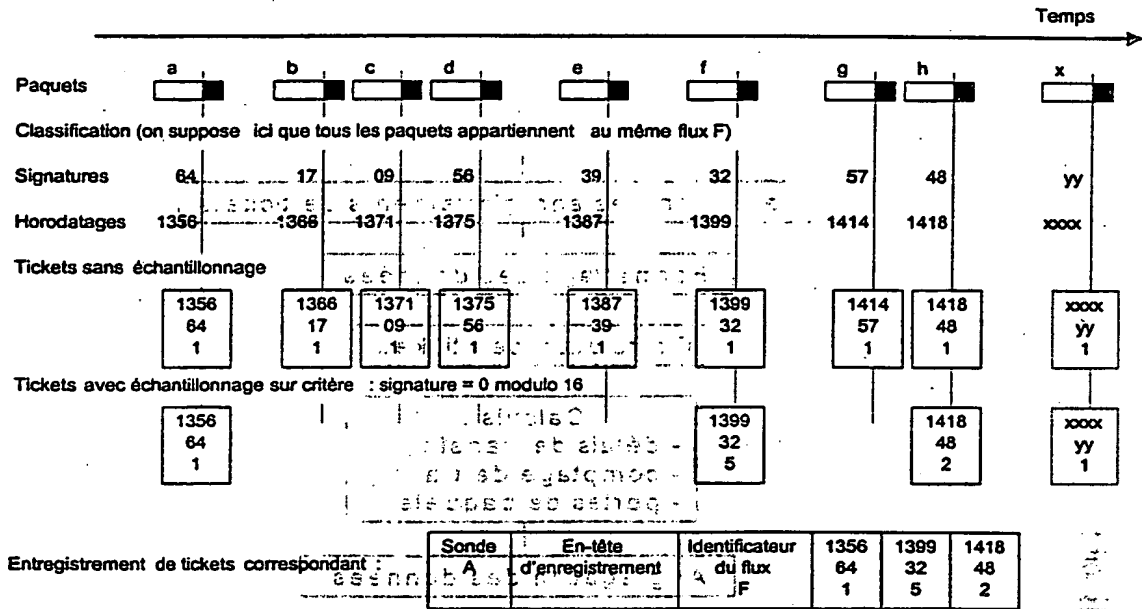 Temps
a b c d e f g h x
Paquets
Classification (on suppose ici que tous les paquets appartiennent au même flux F)
Signatures 64 17 09 56 39 32 57 48 yy
Horodatages 1356 1366 1371 1375 1387 1399 1414 1418 xxxx
Tickets sans échantillonnage
1356 1366 1371 1375 1387 1399 1414 1418 xxxx
64 17 09 56 39 32 57 48 yy
1 1 1 1 1 1 1 1 1
Tickets avec échantillonnage sur critère : signature = 0 modulo 16
1356 1399 1418 xxxx
64 32 48 yy
1 5 2 1
Sonde En-tête Identificateur 1356 1399 1418
Entregistrement de tickets correspondant : A d'enregistrement du flux 64 32 48
F 1 5 2